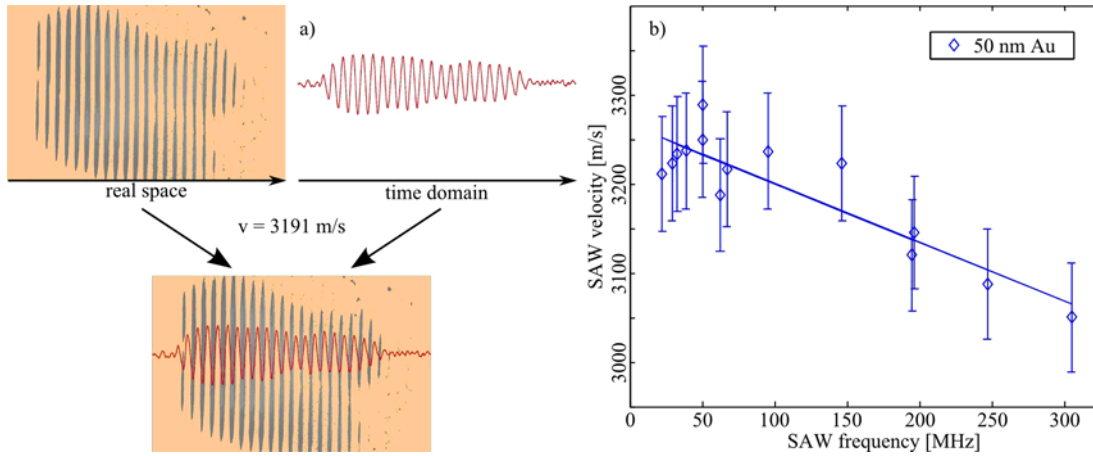 a)
real space
time domain
v = 3191 m/s
b)
50 nm Au
SAW velocity [m/s]
3300
3200
3100
3000
0 50 100 150 200 250 300
SAW frequency [MHz]